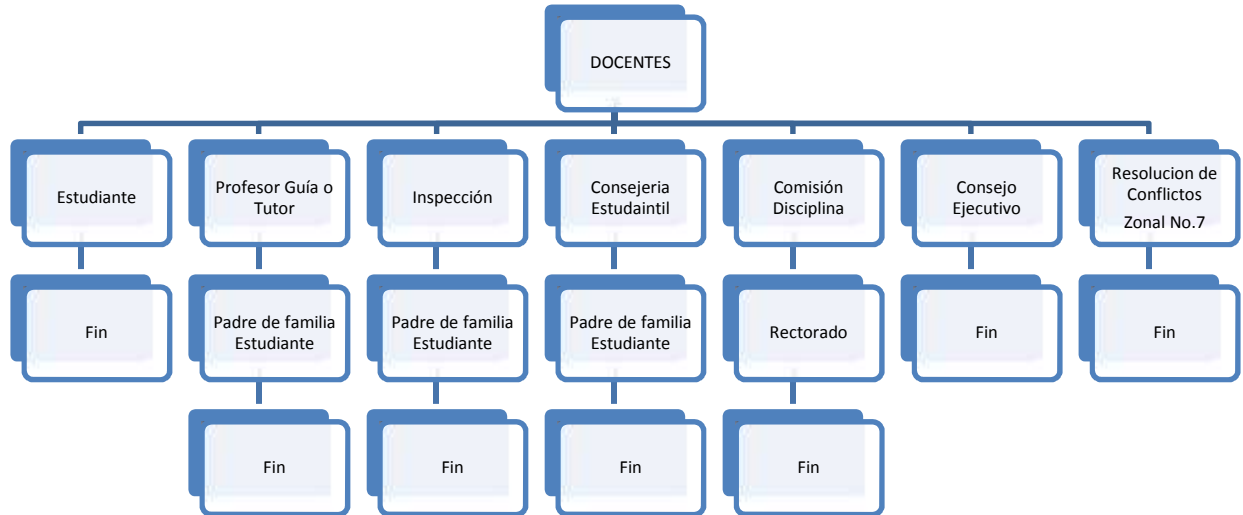 DOCENTES
Estudiante
Profesor Guía o
Tutor
Inspección
Consejeria
Estudaintil
Comisión
Disciplina
Consejo
Ejecutivo
Resolucion de
Conflictos
Zonal No.7
Fin
Padre de familia
Estudiante
Padre de familia
Estudiante
Padre de familia
Estudiante
Rectorado
Fin
Fin
Fin
Fin
Fin
Fin